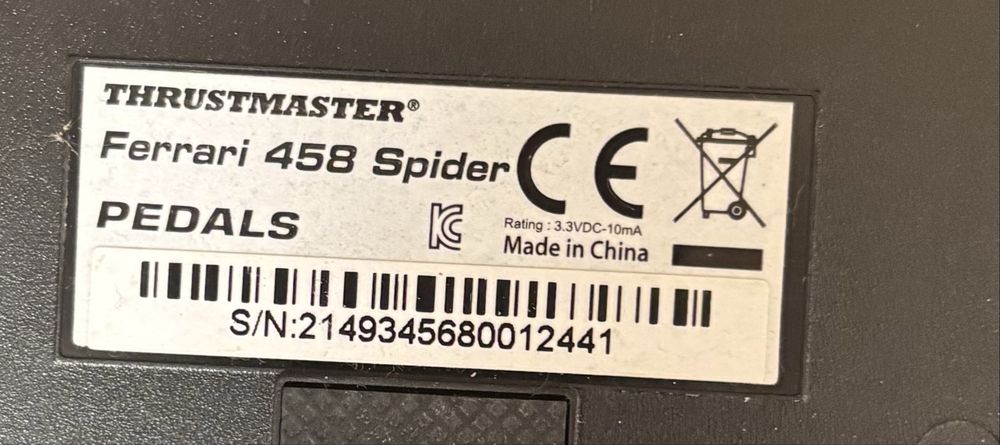 THRUSTMASTER®
Ferrari 458 Spider
PEDALS
CE
Rating : 3.3VDC-10mA
Made in China
S/N:2149345680012441